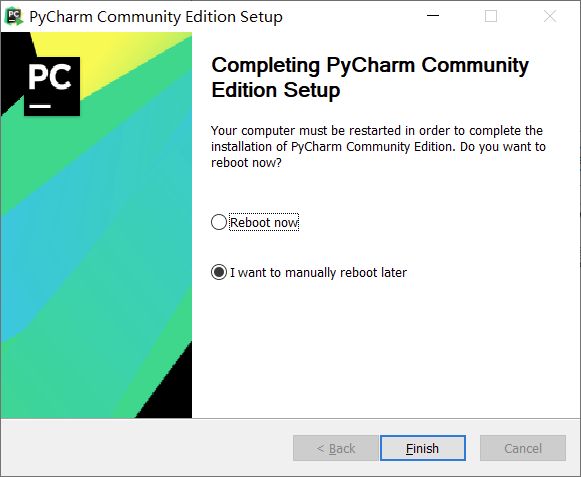 PyCharm Community Edition Setup
PC
Completing PyCharm Community
Edition Setup
Your computer must be restarted in order to complete the
installation of PyCharm Community Edition. Do you want to
reboot now?
Reboot now
I want to manually reboot later
< Back
Finish
Cancel